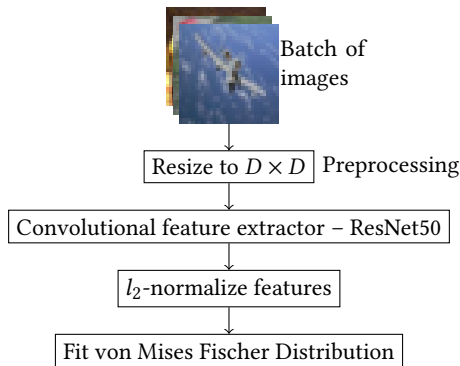 Batch of
images
Resize to D × D
Preprocessing
Convolutional feature extractor – ResNet50
l₂-normalize features
Fit von Mises Fischer Distribution